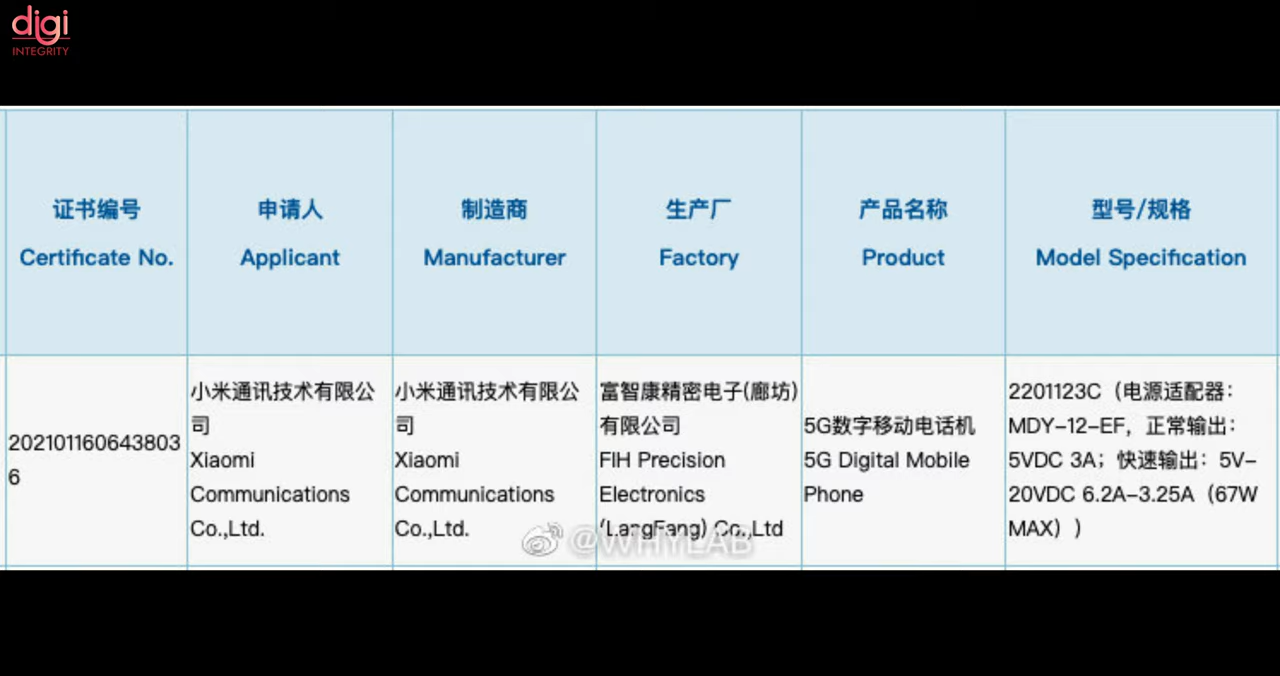 digi
INTEGRITY
证书编号
Certificate No.
申请人
Applicant
制造商
Manufacturer
生产厂
Factory
产品名称
Product
型号/规格
Model Specification
202101160643803
6
小米通讯技术有限公
司
Xiaomi
Communications
Co.,Ltd.
小米通讯技术有限公
司
Xiaomi
Communications
Co.,Ltd.
富智康精密电子(廊坊)
有限公司
FIH Precision
Electronics
(LangFang) Co.,Ltd
5G数字移动电话机
5G Digital Mobile
Phone
2201123C（电源适配器：
MDY-12-EF，正常输出：
5VDC 3A；快速输出：5V-
20VDC 6.2A-3.25A（67W
MAX））
@WHYLAB